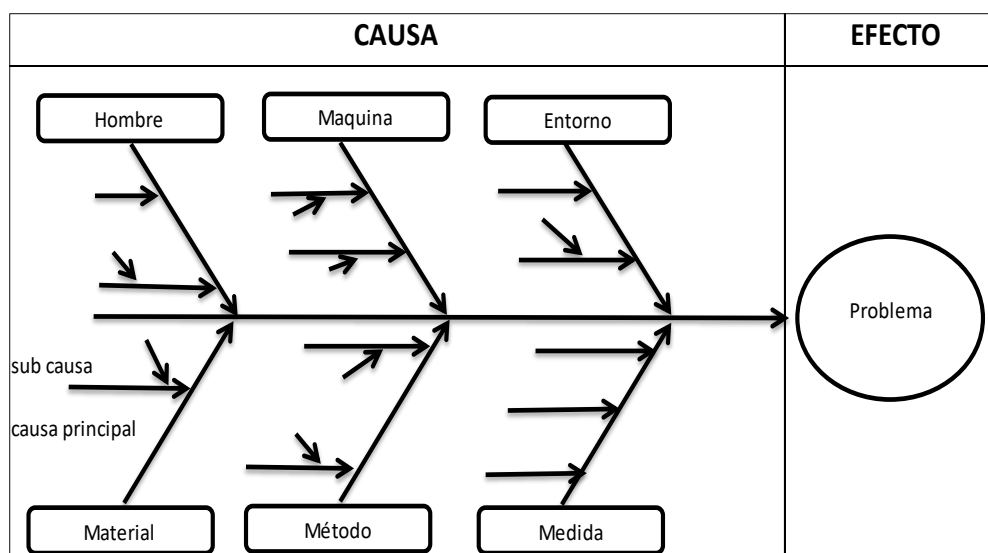 CAUSA
EFECTO
Hombre
Maquina
Entorno
Problema
sub causa
causa principal
Material
Método
Medida